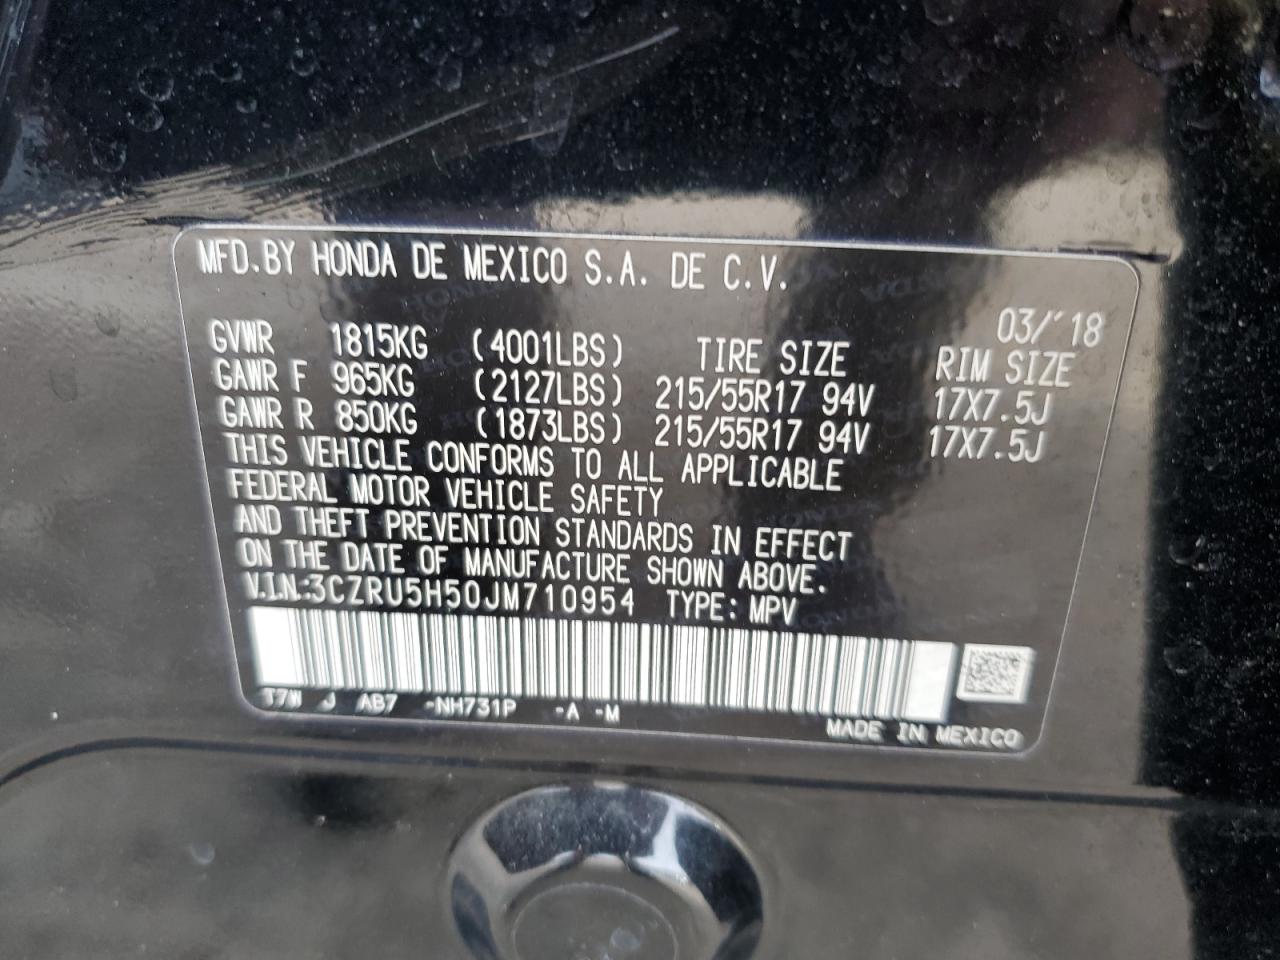 MFD.BY HONDA DE MEXICO S.A. DE C.V.
03/'18
GVWR 1815KG (4001LBS) TIRE SIZE RIM SIZE
GAWR F 965KG (2127LBS) 215/55R17 94V 17X7.5J
GAWR R 850KG (1873LBS) 215/55R17 94V 17X7.5J
THIS VEHICLE CONFORMS TO ALL APPLICABLE
FEDERAL MOTOR VEHICLE SAFETY
AND THEFT PREVENTION STANDARDS IN EFFECT
ON THE DATE OF MANUFACTURE SHOWN ABOVE.
V.I.N.:3CZRU5H50JM710954 TYPE: MPV
T7W J AB7 -NH731P -A -M
MADE IN MEXICO